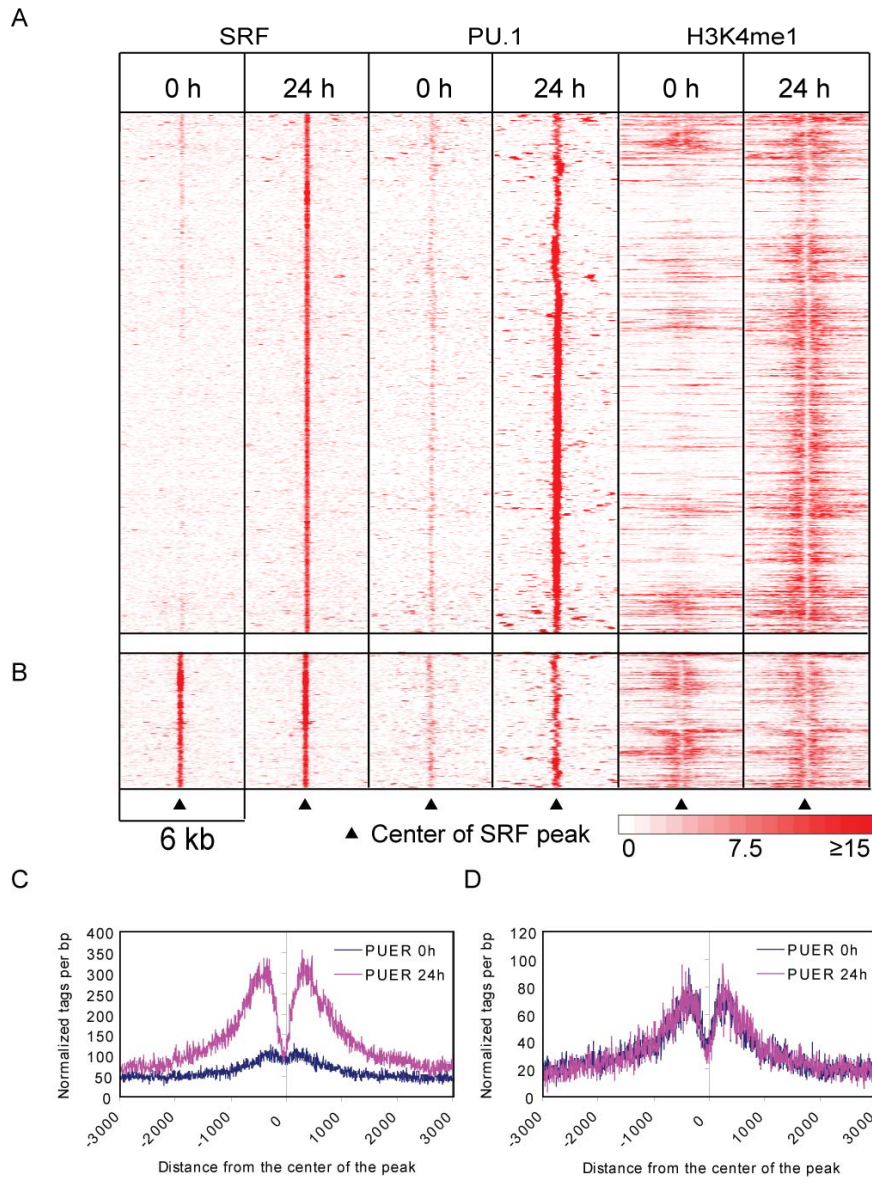 A
SRF PU.1 H3K4me1
0 h 24 h 0 h 24 h 0 h 24 h
B
6 kb ▲ Center of SRF peak 0 7.5 ≥15
C D
Normalized tags per bp
400
350
300
250
200
150
100
50
0
PUER 0h
PUER 24h
-3000 -2000 -1000 0 1000 2000 3000
Distance from the center of the peak
Normalized tags per bp
120
100
80
60
40
20
0
PUER 0h
PUER 24h
-3000 -2000 -1000 0 1000 2000 3000
Distance from the center of the peak